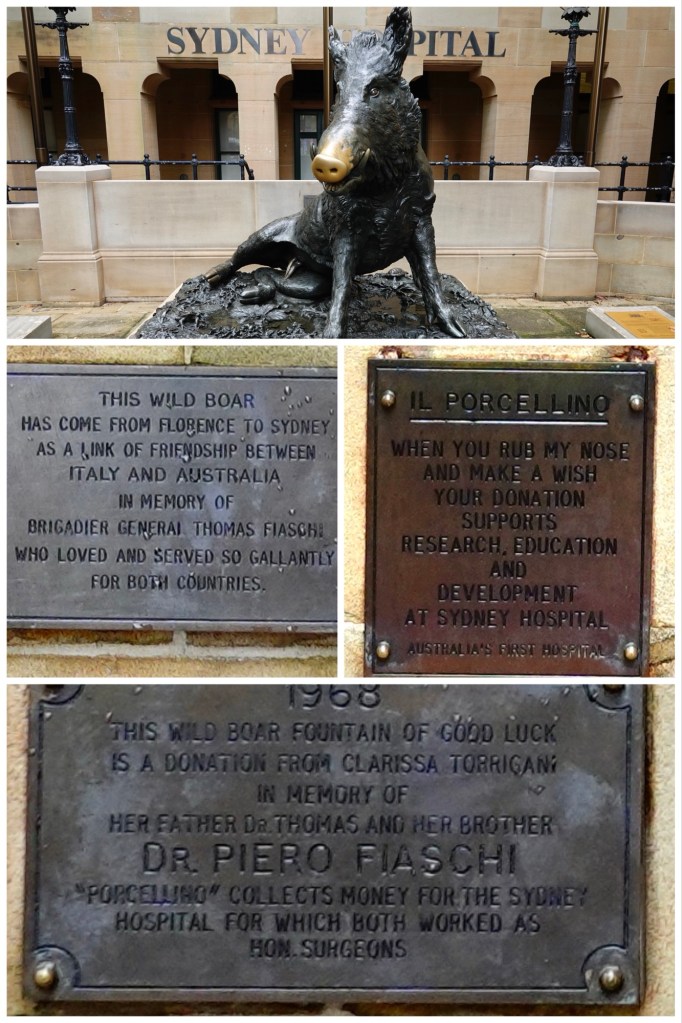 SYDNEY HOSPITAL
THIS WILD BOAR
HAS COME FROM FLORENCE TO SYDNEY
AS A LINK OF FRIENDSHIP BETWEEN
ITALY AND AUSTRALIA
IN MEMORY OF
BRIGADIER GENERAL THOMAS FIASCHI
WHO LOVED AND SERVED SO GALLANTLY
FOR BOTH COUNTRIES.
IL PORCELLINO
WHEN YOU RUB MY NOSE
AND MAKE A WISH
YOUR DONATION
SUPPORTS
RESEARCH, EDUCATION
AND
DEVELOPMENT
AT SYDNEY HOSPITAL
AUSTRALIA'S FIRST HOSPITAL
1968
THIS WILD BOAR FOUNTAIN OF GOOD LUCK
IS A DONATION FROM CLARISSA TORRIGANI
IN MEMORY OF
HER FATHER DR. THOMAS AND HER BROTHER
DR. PIERO FIASCHI
"PORCELLINO" COLLECTS MONEY FOR THE SYDNEY
HOSPITAL FOR WHICH BOTH WORKED AS
HON. SURGEONS